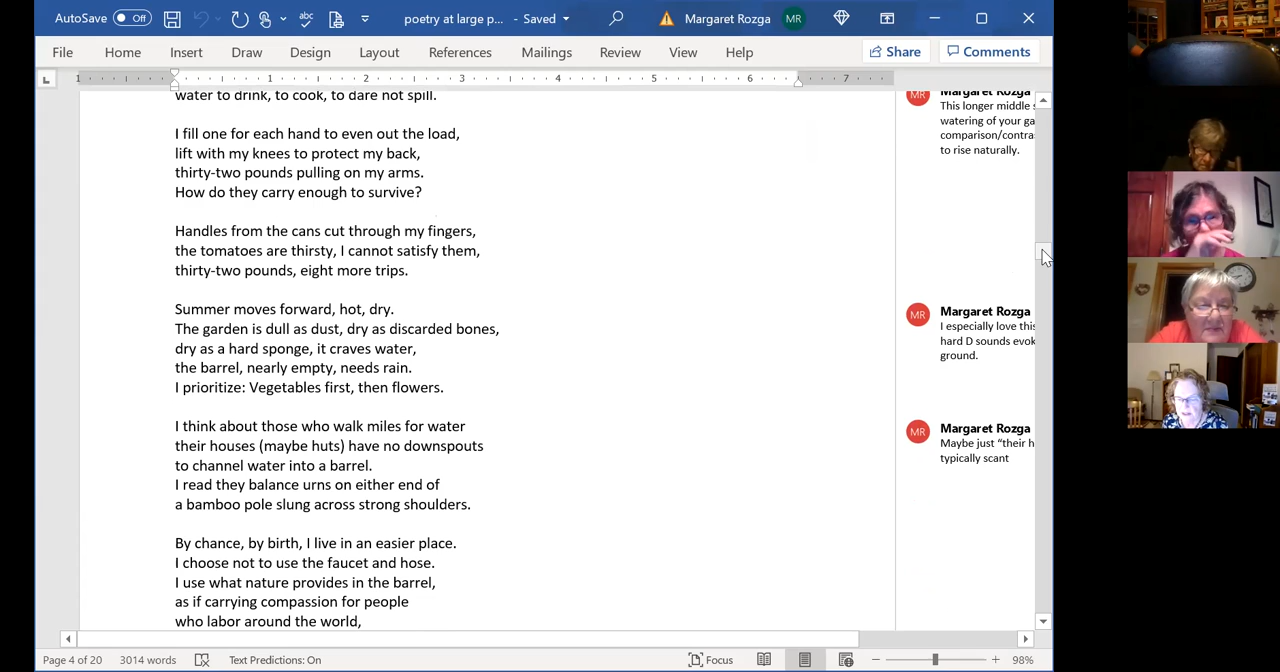 AutoSave Off poetry at large p... - Saved Margaret Rozga MR
File Home Insert Draw Design Layout References Mailings Review View Help Share Comments
1 1 2 3 4 5 6 7
water to drink, to cook, to dare not spill.
I fill one for each hand to even out the load,
lift with my knees to protect my back,
thirty-two pounds pulling on my arms.
How do they carry enough to survive?
Handles from the cans cut through my fingers,
the tomatoes are thirsty, I cannot satisfy them,
thirty-two pounds, eight more trips.
Summer moves forward, hot, dry.
The garden is dull as dust, dry as discarded bones,
dry as a hard sponge, it craves water,
the barrel, nearly empty, needs rain.
I prioritize: Vegetables first, then flowers.
I think about those who walk miles for water
their houses (maybe huts) have no downspouts
to channel water into a barrel.
I read they balance urns on either end of
a bamboo pole slung across strong shoulders.
By chance, by birth, I live in an easier place.
I choose not to use the faucet and hose.
I use what nature provides in the barrel,
as if carrying compassion for people
who labor around the world,
MR Margaret Rozga
This longer middle s
watering of your ga
comparison/contra
to rise naturally.
MR Margaret Rozga
I especially love this
hard D sounds evok
ground.
MR Margaret Rozga
Maybe just “their h
typically scant
Page 4 of 20 3014 words Text Predictions: On Focus 98%